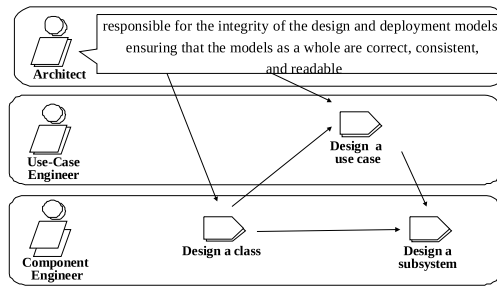 responsible for the integrity of the design and deployment models
ensuring that the models as a whole are correct, consistent,
and readable
Architect
Design a
use case
Use-Case
Engineer
Design a class
Design a
subsystem
Component
Engineer